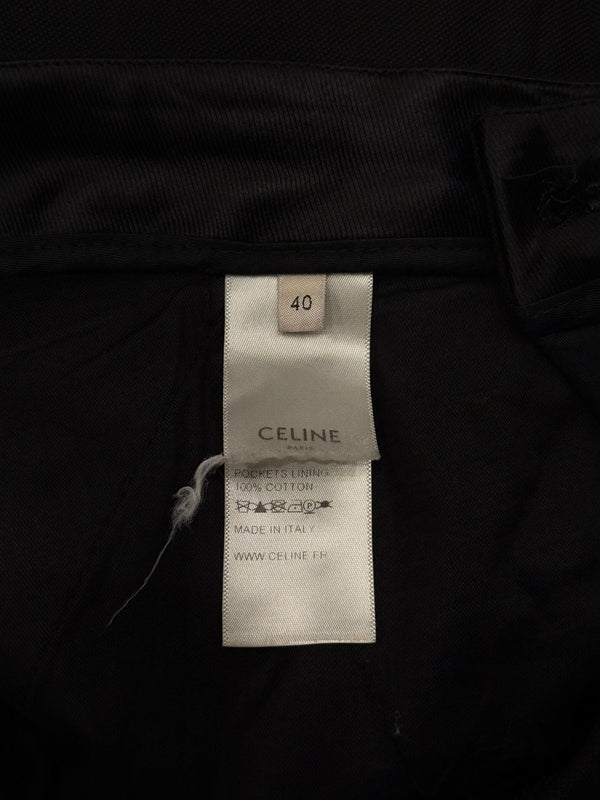 40
CELINE
PARIS
POCKETS LINING
100% COTTON
MADE IN ITALY
WWW.CELINE.FR